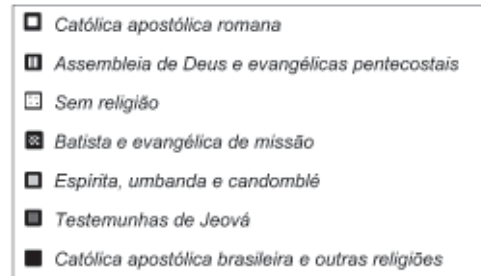 Católica apostólica romana
Assembleia de Deus e evangélicas pentecostais
Sem religião
Batista e evangélica de missão
Espírita, umbanda e candomblé
Testemunhas de Jeová
Católica apostólica brasileira e outras religiões